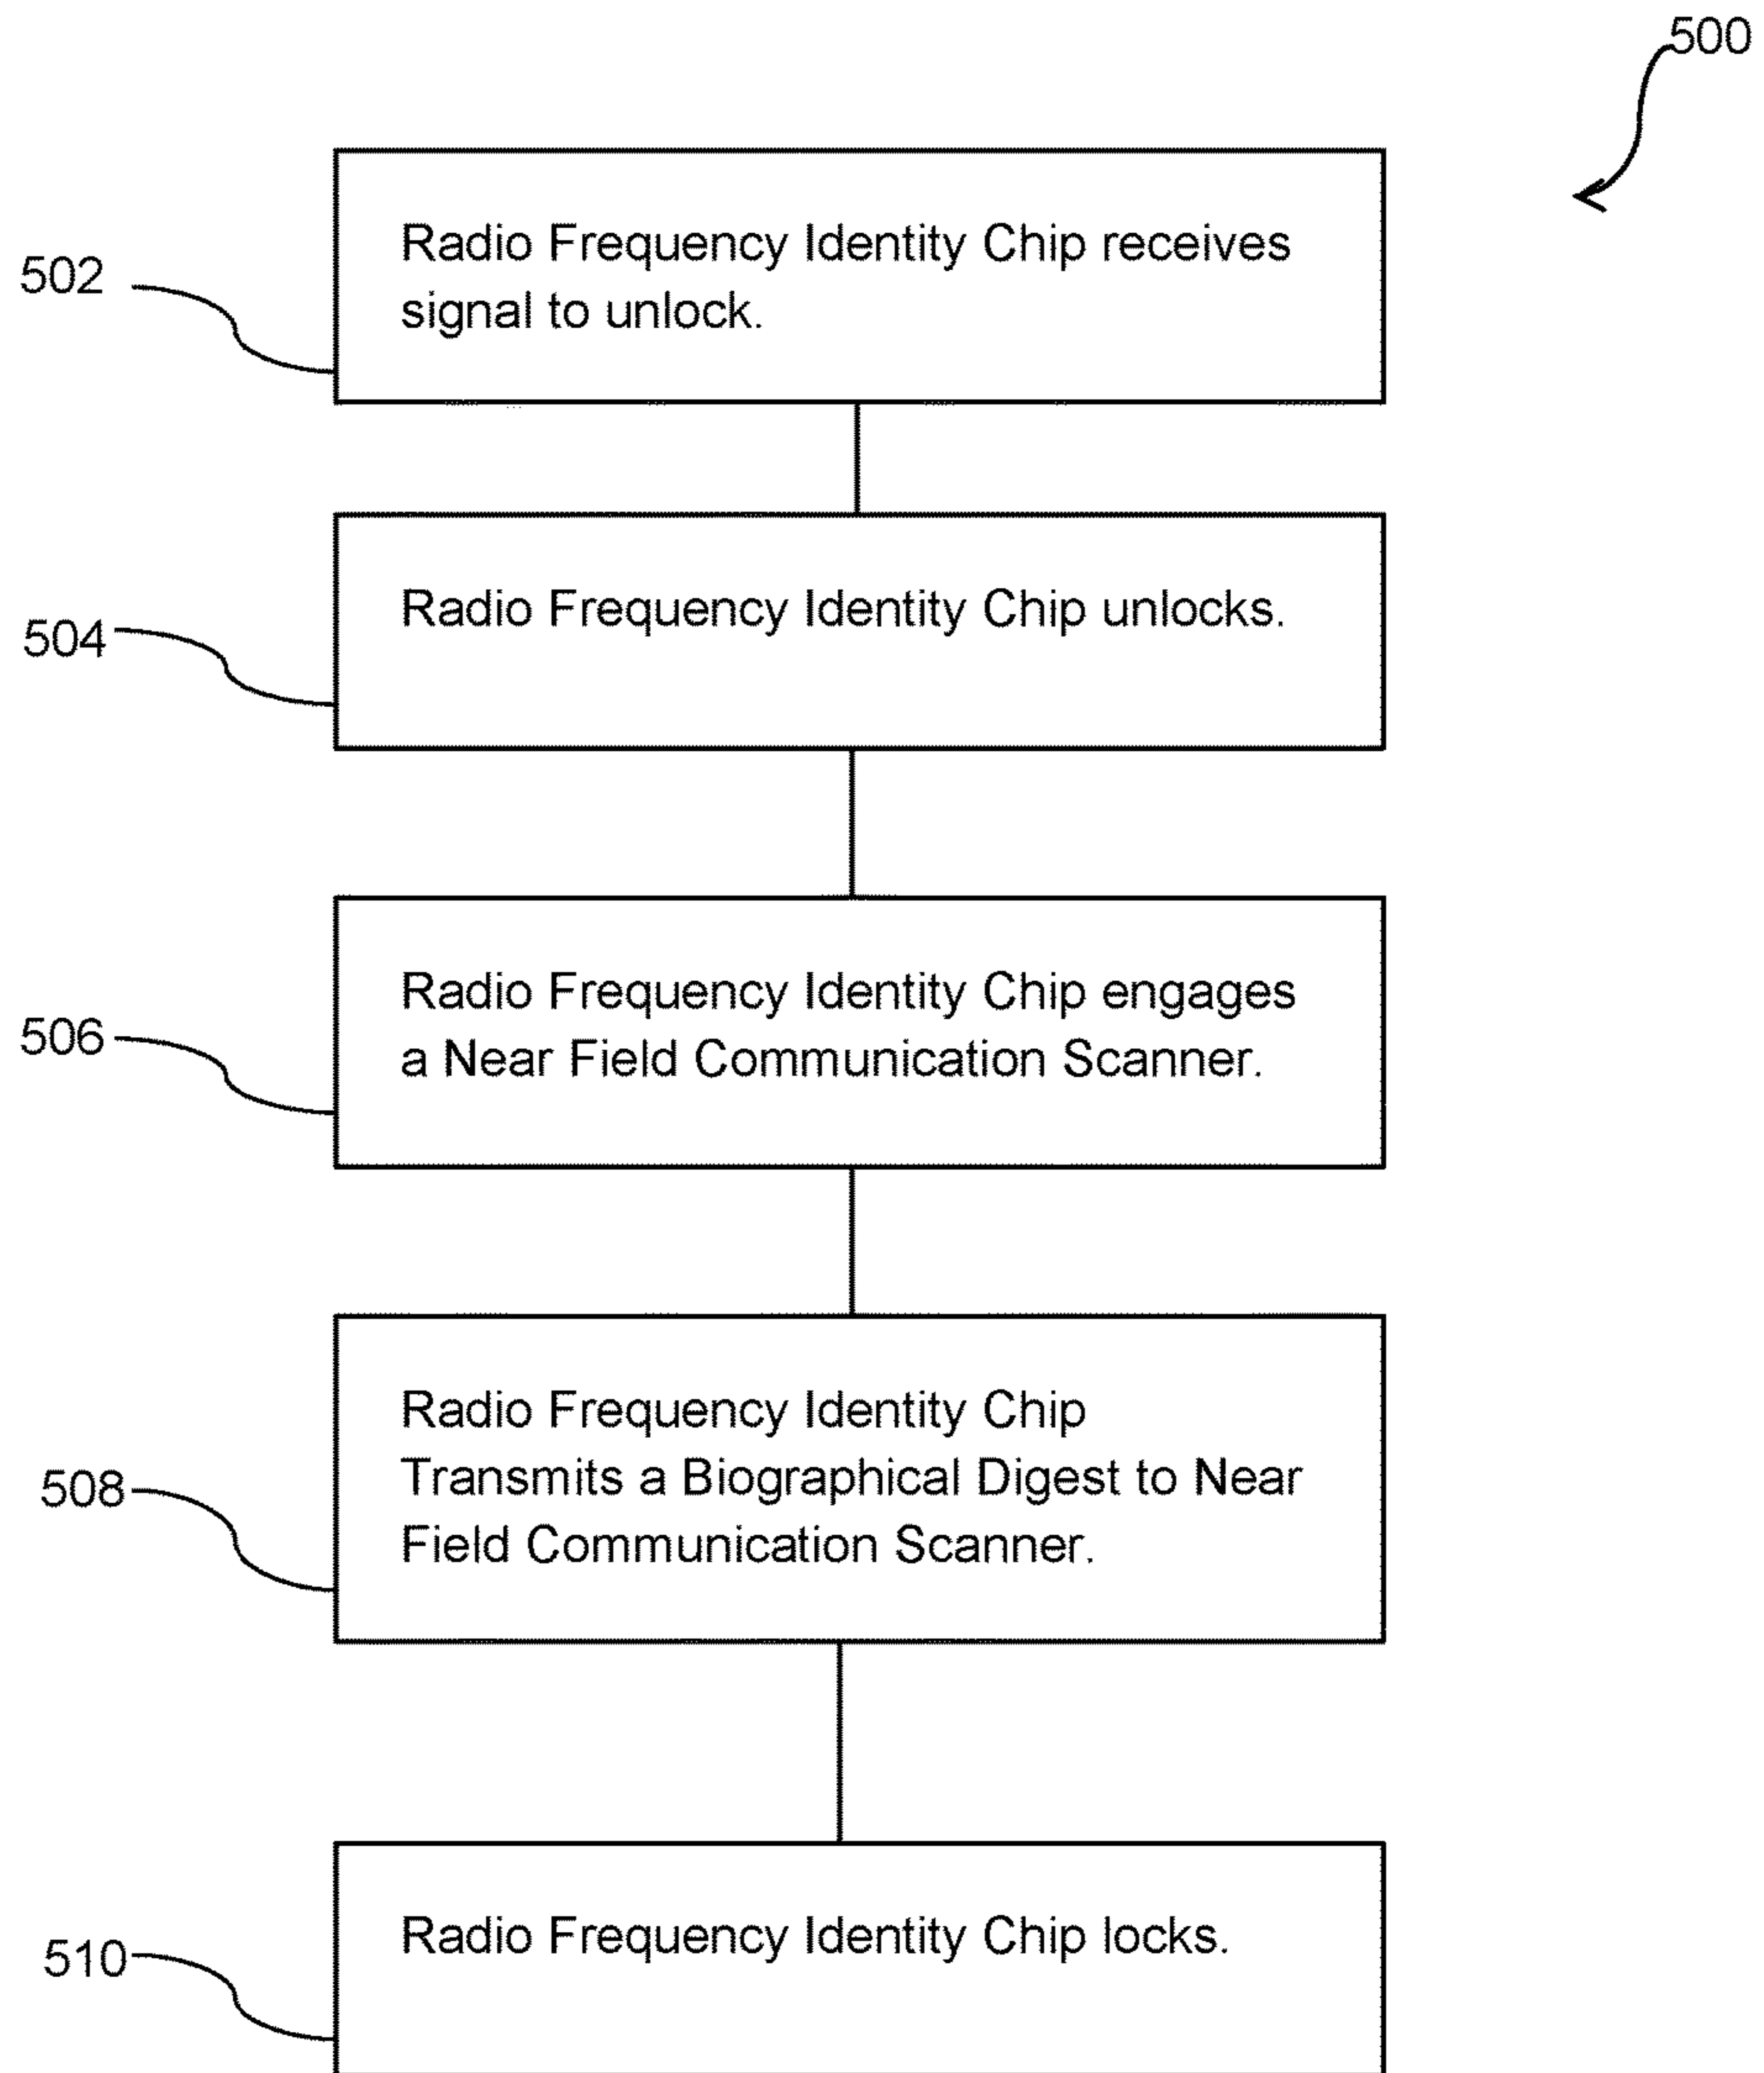 500
502
Radio Frequency Identity Chip receives
signal to unlock.
504
Radio Frequency Identity Chip unlocks.
506
Radio Frequency Identity Chip engages
a Near Field Communication Scanner.
508
Radio Frequency Identity Chip
Transmits a Biographical Digest to Near
Field Communication Scanner.
510
Radio Frequency Identity Chip locks.